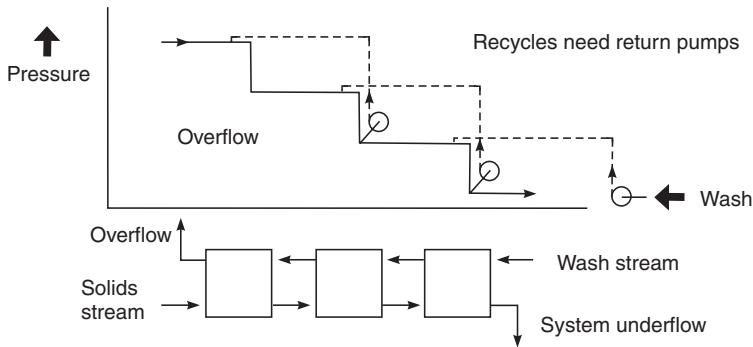 Recycles need return pumps
Pressure
Overflow
Wash
Overflow
Wash stream
Solids
stream
System underflow